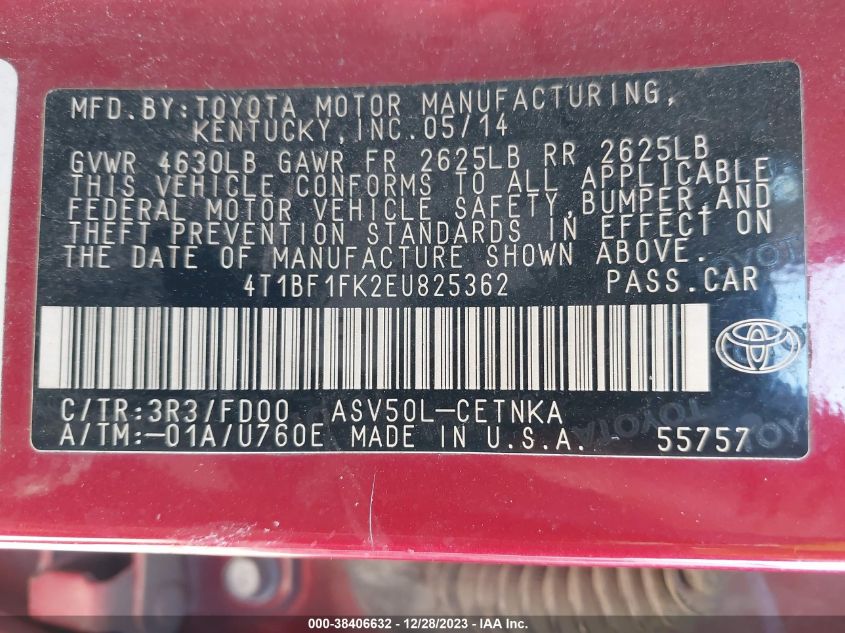 MFD.BY:TOYOTA MOTOR MANUFACTURING,
KENTUCKY,INC.05/14
GVWR 4630LB GAWR FR 2625LB RR 2625LB
THIS VEHICLE CONFORMS TO ALL APPLICABLE
FEDERAL MOTOR VEHICLE SAFETY,BUMPER,AND
THEFT PREVENTION STANDARDS IN EFFECT ON
THE DATE OF MANUFACTURE SHOWN ABOVE.
4T1BF1FK2EU825362 PASS.CAR
C/TR:3R3/FD00 ASV50L-CETNKA
A/TM:-01A/U760E MADE IN U.S.A. 55757
000-38406632 - 12/28/2023 - IAA